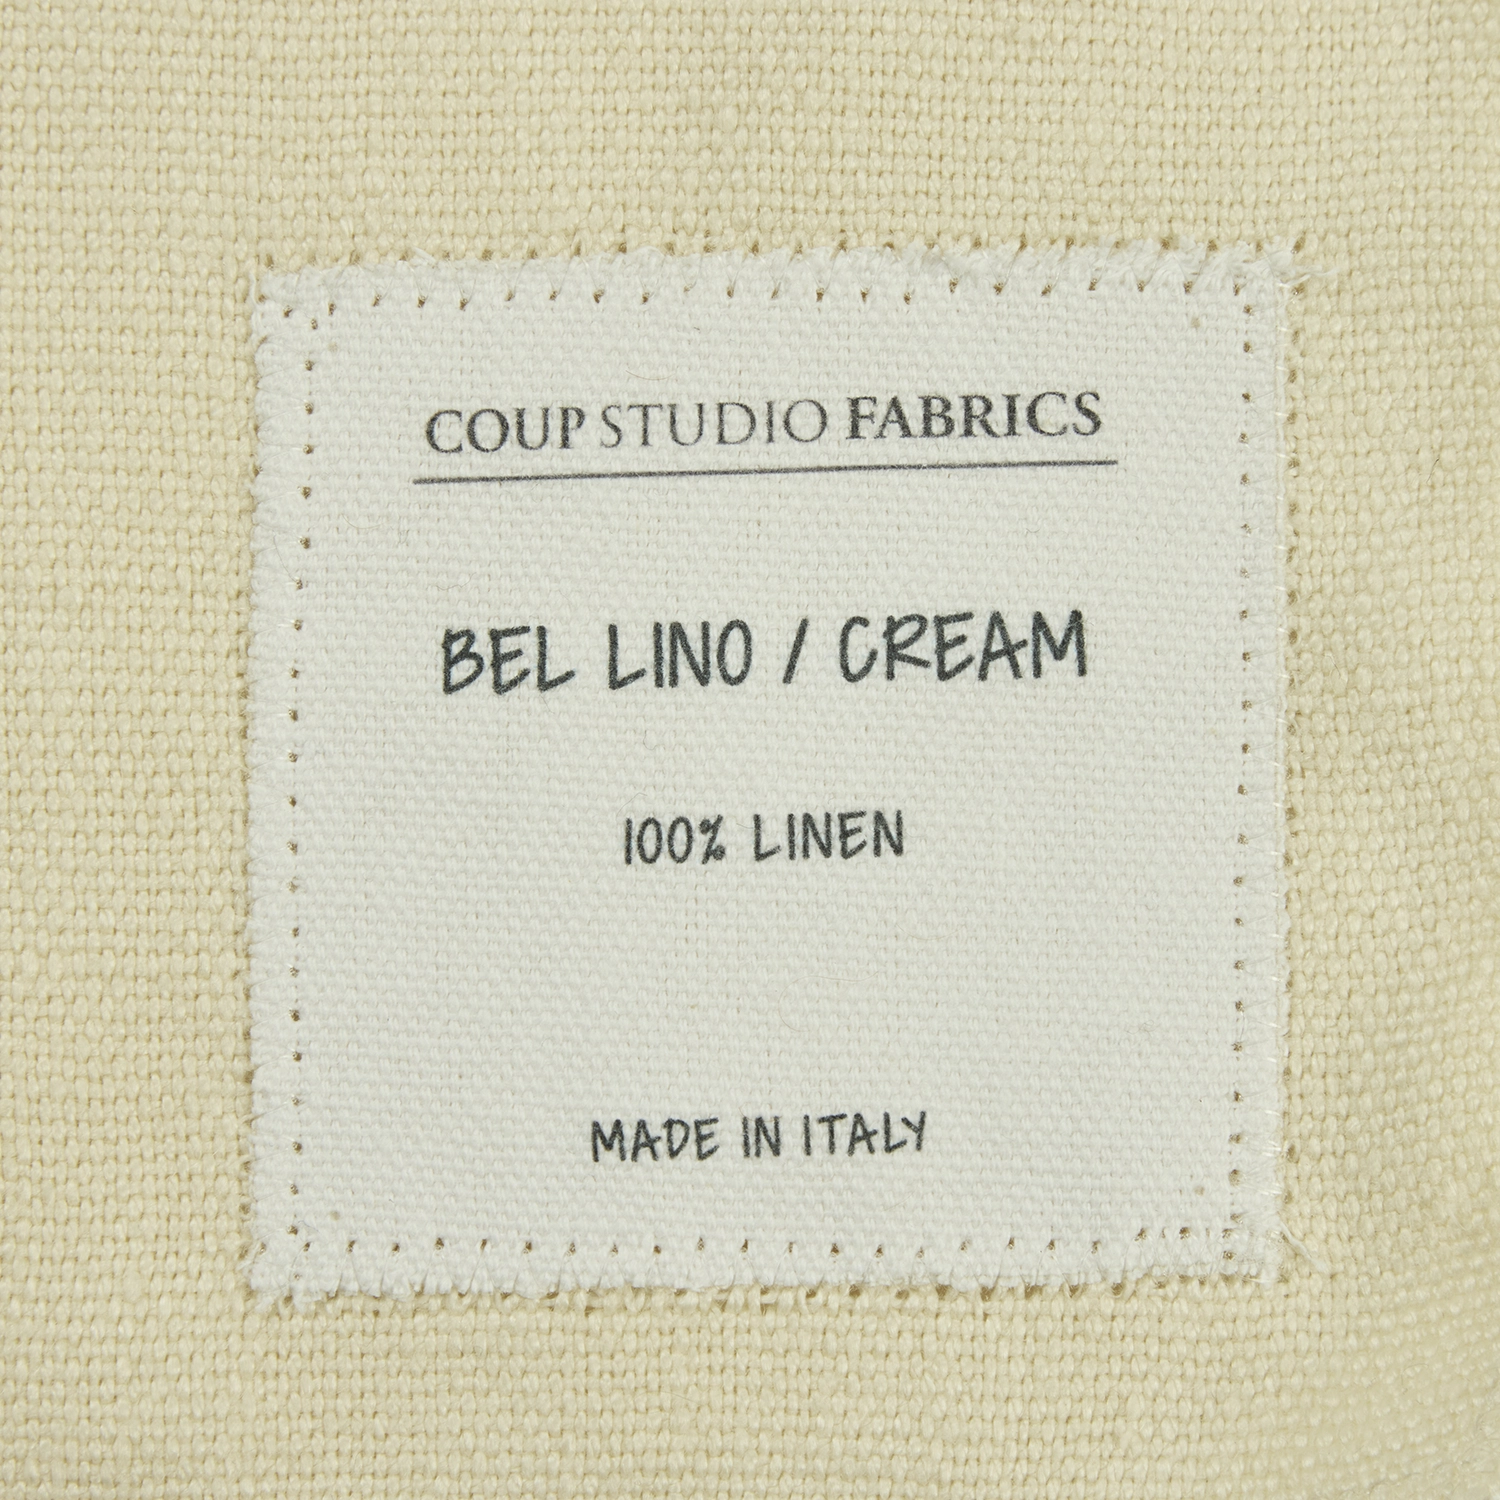 COUP STUDIO FABRICS
BEL LINO / CREAM
100% LINEN
MADE IN ITALY